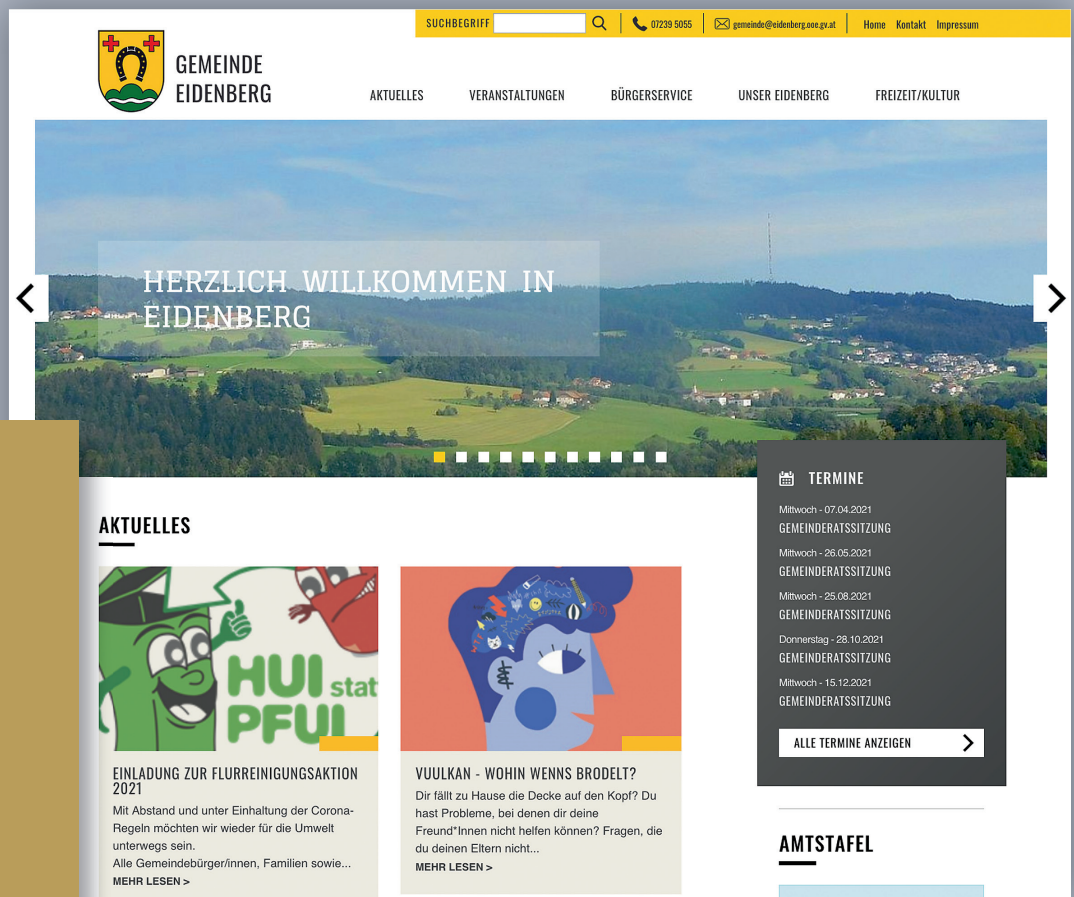 SUCHBEGRIFF
07239 5055
gemeinde@eidenberg.ooe.gv.at
Home Kontakt Impressum
GEMEINDE
EIDENBERG
AKTUELLES VERANSTALTUNGEN BÜRGERSERVICE UNSER EIDENBERG FREIZEIT/KULTUR
HERZLICH WILLKOMMEN IN
EIDENBERG
AKTUELLES
HUI statt
PFUI
EINLADUNG ZUR FLURREINIGUNGSAKTION
2021
Mit Abstand und unter Einhaltung der Corona-
Regeln möchten wir wieder für die Umwelt
unterwegs sein.
Alle Gemeindebürger/innen, Familien sowie...
MEHR LESEN >
VUULKAN - WOHIN WENNS BRODELT?
Dir fällt zu Hause die Decke auf den Kopf? Du
hast Probleme, bei denen dir deine
Freund*Innen nicht helfen können? Fragen, die
du deinen Eltern nicht...
MEHR LESEN >
TERMINE
Mittwoch - 07.04.2021
GEMEINDERATSSITZUNG
Mittwoch - 26.05.2021
GEMEINDERATSSITZUNG
Mittwoch - 25.08.2021
GEMEINDERATSSITZUNG
Donnerstag - 28.10.2021
GEMEINDERATSSITZUNG
Mittwoch - 15.12.2021
GEMEINDERATSSITZUNG
ALLE TERMINE ANZEIGEN
AMTSTAFEL